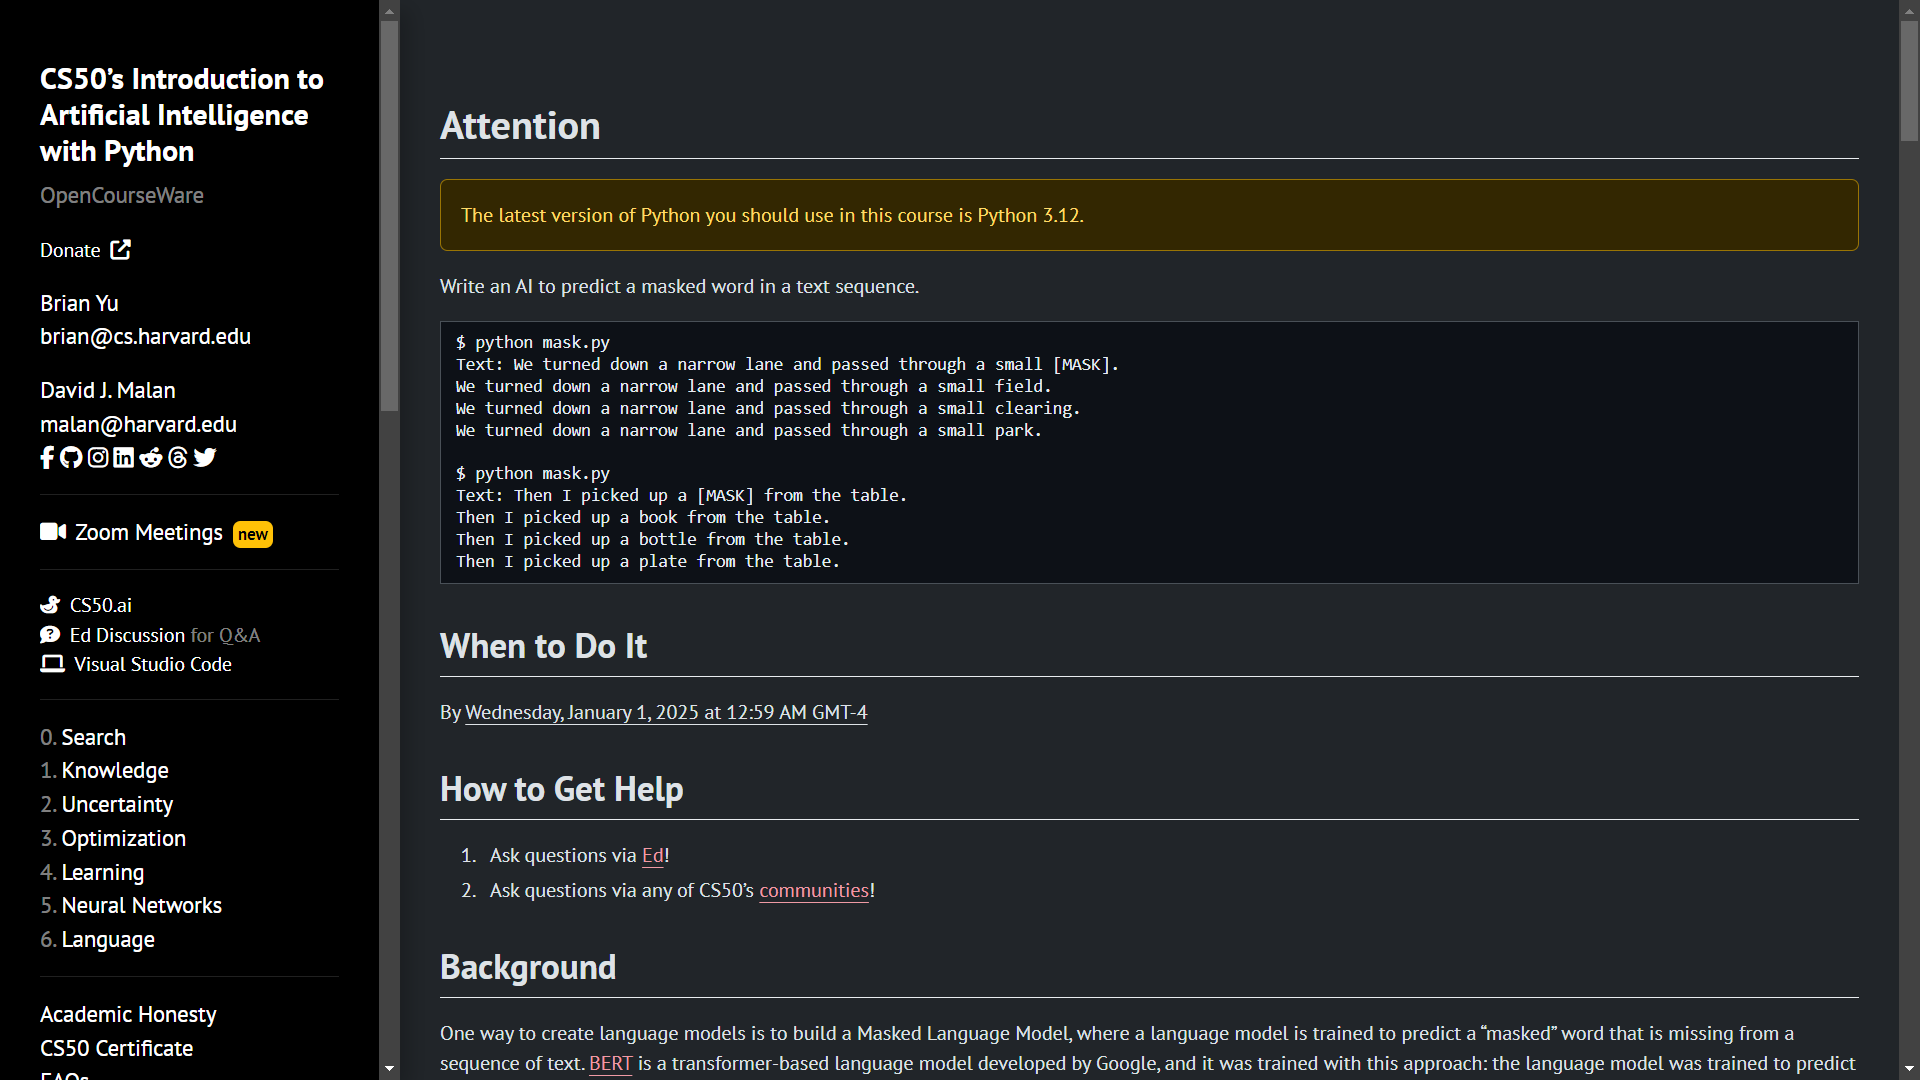 CS50’s Introduction to
Artificial Intelligence
with Python
OpenCourseWare
Donate
Brian Yu
brian@cs.harvard.edu
David J. Malan
malan@harvard.edu
Zoom Meetings new
CS50.ai
Ed Discussion for Q&A
Visual Studio Code
0. Search
1. Knowledge
2. Uncertainty
3. Optimization
4. Learning
5. Neural Networks
6. Language
Academic Honesty
CS50 Certificate
FAQs
Attention
The latest version of Python you should use in this course is Python 3.12.
Write an AI to predict a masked word in a text sequence.
$ python mask.py
Text: We turned down a narrow lane and passed through a small [MASK].
We turned down a narrow lane and passed through a small field.
We turned down a narrow lane and passed through a small clearing.
We turned down a narrow lane and passed through a small park.
$ python mask.py
Text: Then I picked up a [MASK] from the table.
Then I picked up a book from the table.
Then I picked up a bottle from the table.
Then I picked up a plate from the table.
When to Do It
By Wednesday, January 1, 2025 at 12:59 AM GMT-4
How to Get Help
1. Ask questions via Ed!
2. Ask questions via any of CS50’s communities!
Background
One way to create language models is to build a Masked Language Model, where a language model is trained to predict a “masked” word that is missing from a
sequence of text. BERT is a transformer-based language model developed by Google, and it was trained with this approach: the language model was trained to predict